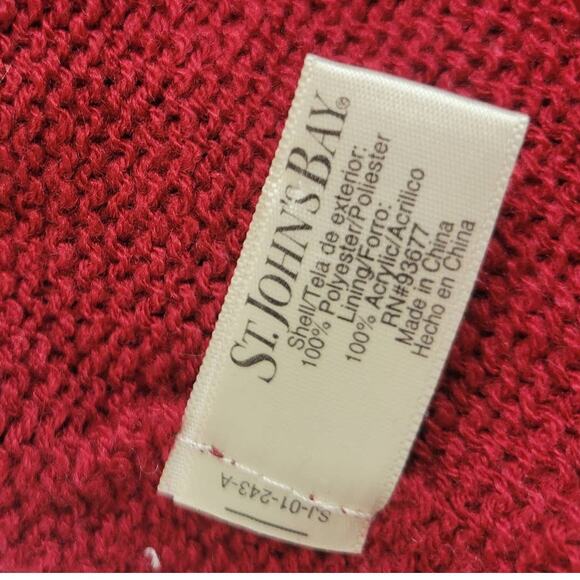 ST. JOHN'S BAY®
Shell/Tela de exterior:
100% Polyester/Poliester
Lining/Forro:
100% Acrylic/Acrilico
RN#93677
Made in China
Hecho en China
SJ-01-243-A